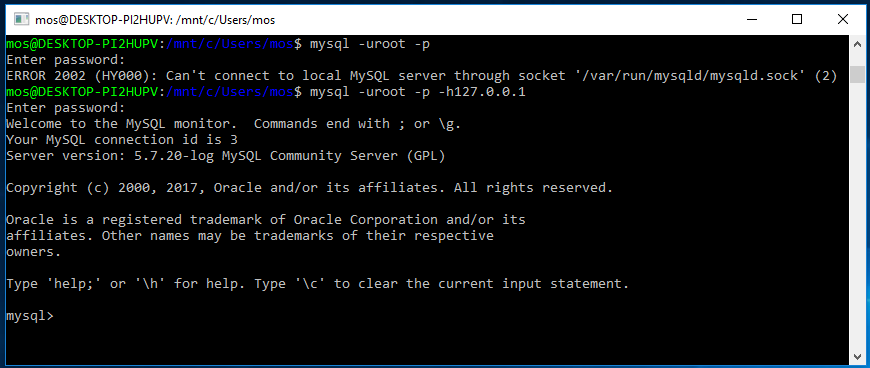 mos@DESKTOP-PI2HUPV: /mnt/c/Users/mos
mos@DESKTOP-PI2HUPV:/mnt/c/Users/mos$ mysql -uroot -p
Enter password:
ERROR 2002 (HY000): Can't connect to local MySQL server through socket '/var/run/mysqld/mysqld.sock' (2)
mos@DESKTOP-PI2HUPV:/mnt/c/Users/mos$ mysql -uroot -p -h127.0.0.1
Enter password:
Welcome to the MySQL monitor.  Commands end with ; or \g.
Your MySQL connection id is 3
Server version: 5.7.20-log MySQL Community Server (GPL)
Copyright (c) 2000, 2017, Oracle and/or its affiliates. All rights reserved.
Oracle is a registered trademark of Oracle Corporation and/or its
affiliates. Other names may be trademarks of their respective
owners.
Type 'help;' or '\h' for help. Type '\c' to clear the current input statement.
mysql>